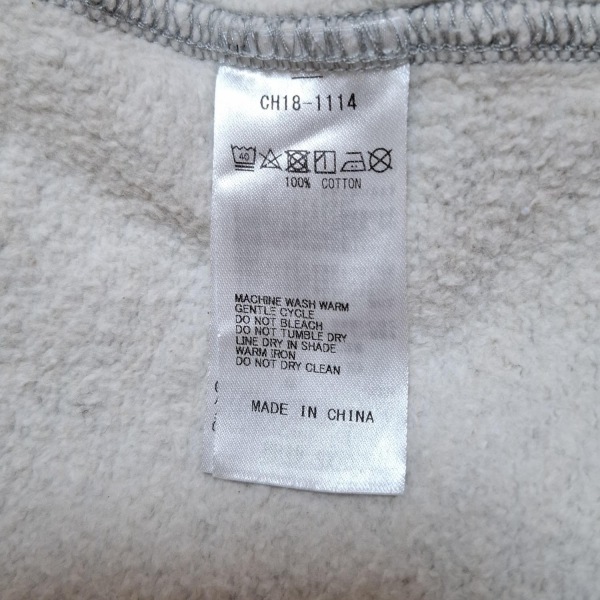 CH18-1114
40
100% COTTON
MACHINE WASH WARM
GENTLE CYCLE
DO NOT BLEACH
DO NOT TUMBLE DRY
LINE DRY IN SHADE
WARM IRON
DO NOT DRY CLEAN
MADE IN CHINA